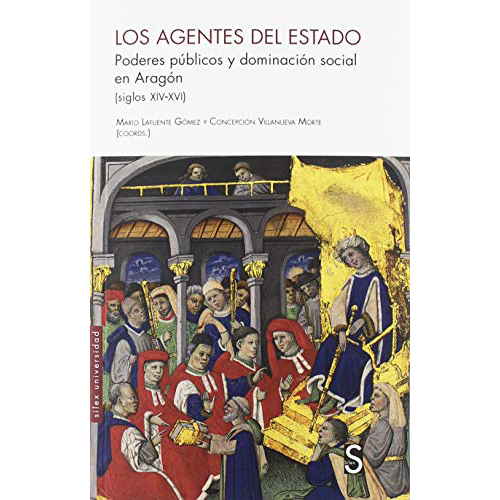 LOS AGENTES DEL ESTADO
Poderes públicos y dominación social
en Aragón
(siglos XIV-XVI)
Mario Lafuente Gómez y Concepción Villanueva Morte
(coords.)
sílex universidad
S
sílex